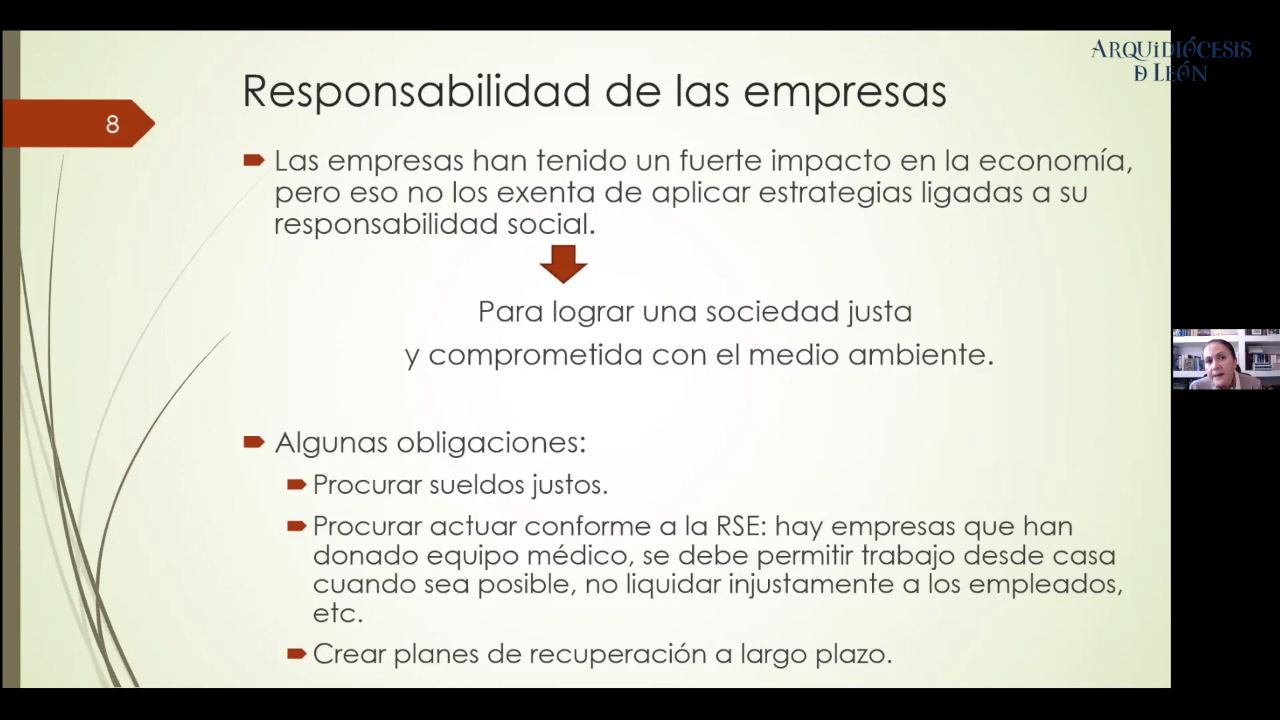 ARQUiDIÓCESIS
D LEÓN
Responsabilidad de las empresas
8
Las empresas han tenido un fuerte impacto en la economía,
pero eso no los exenta de aplicar estrategias ligadas a su
responsabilidad social.
Para lograr una sociedad justa
y comprometida con el medio ambiente.
Algunas obligaciones:
Procurar sueldos justos.
Procurar actuar conforme a la RSE: hay empresas que han
donado equipo médico, se debe permitir trabajo desde casa
cuando sea posible, no liquidar injustamente a los empleados,
etc.
Crear planes de recuperación a largo plazo.